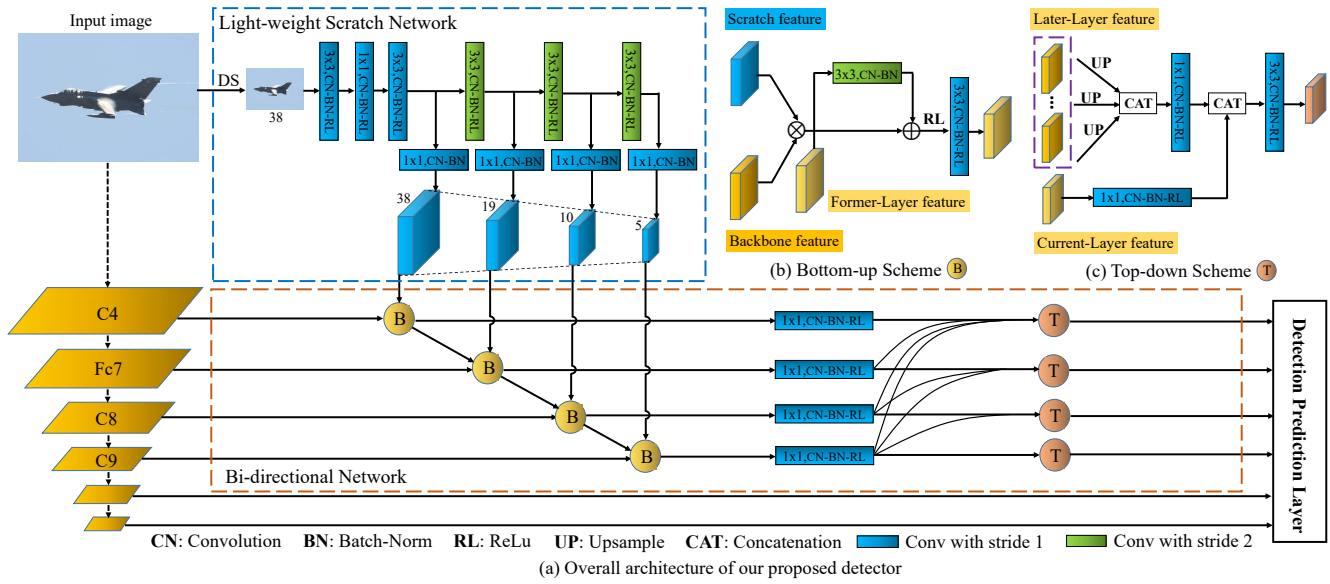 Input image
Light-weight Scratch Network
DS
38
3x3,CN-BN-RL
1x1,CN-BN-RL
3x3,CN-BN-RL
3x3,CN-BN-RL
3x3,CN-BN-RL
3x3,CN-BN-RL
1x1,CN-BN
1x1,CN-BN
1x1,CN-BN
1x1,CN-BN
38
19
10
5
Scratch feature
3x3,CN-BN
RL
3x3,CN-BN-RL
Former-Layer feature
Backbone feature
(b) Bottom-up Scheme B
Later-Layer feature
UP
UP
UP
CAT
1x1,CN-BN-RL
CAT
3x3,CN-BN-RL
1x1,CN-BN-RL
Current-Layer feature
(c) Top-down Scheme T
C4
B
1x1,CN-BN-RL
T
Fc7
B
1x1,CN-BN-RL
T
C8
B
1x1,CN-BN-RL
T
C9
B
1x1,CN-BN-RL
T
Bi-directional Network
Detection Prediction
Layer
CN: Convolution BN: Batch-Norm RL: ReLu UP: Upsample CAT: Concatenation Conv with stride 1 Conv with stride 2
(a) Overall architecture of our proposed detector